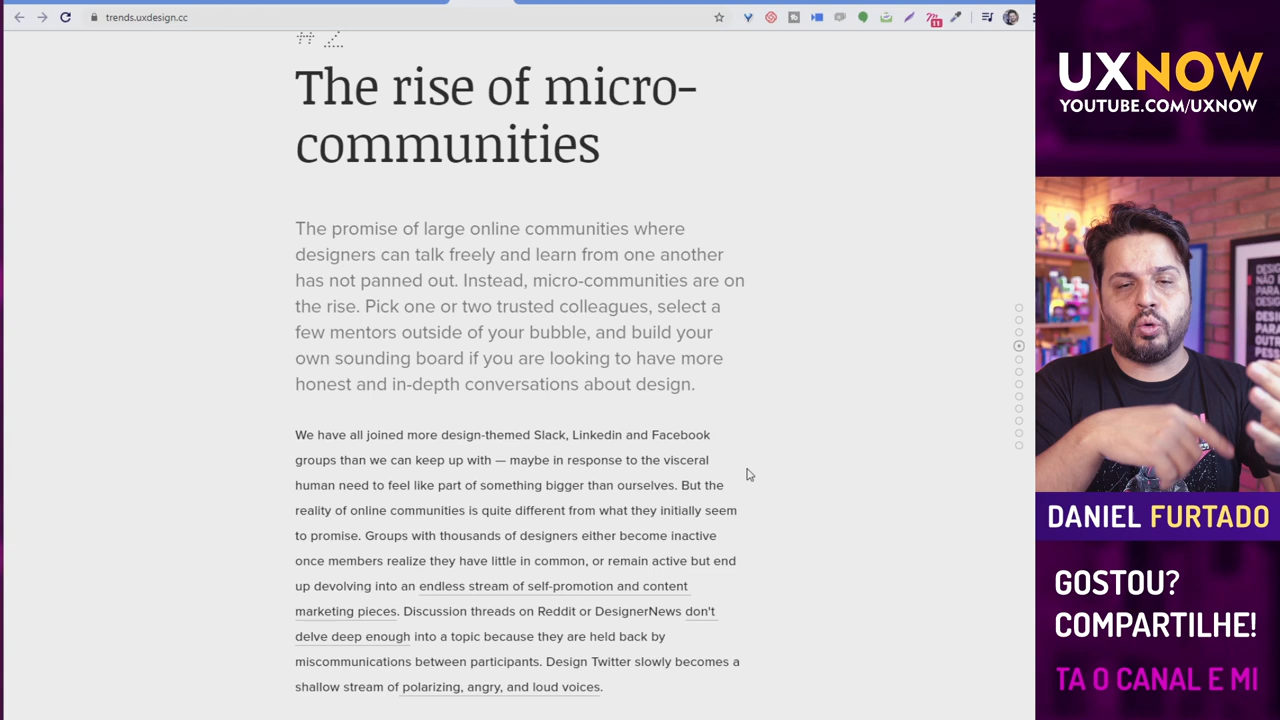 trends.uxdesign.cc
11
# 2
The rise of micro-
communities
The promise of large online communities where
designers can talk freely and learn from one another
has not panned out. Instead, micro-communities are on
the rise. Pick one or two trusted colleagues, select a
few mentors outside of your bubble, and build your
own sounding board if you are looking to have more
honest and in-depth conversations about design.
We have all joined more design-themed Slack, Linkedin and Facebook
groups than we can keep up with — maybe in response to the visceral
human need to feel like part of something bigger than ourselves. But the
reality of online communities is quite different from what they initially seem
to promise. Groups with thousands of designers either become inactive
once members realize they have little in common, or remain active but end
up devolving into an endless stream of self-promotion and content
marketing pieces. Discussion threads on Reddit or DesignerNews don't
delve deep enough into a topic because they are held back by
miscommunications between participants. Design Twitter slowly becomes a
shallow stream of polarizing, angry, and loud voices.
UXNOW
YOUTUBE.COM/UXNOW
DANIEL FURTADO
GOSTOU?
COMPARTILHE!
TA O CANAL E MI